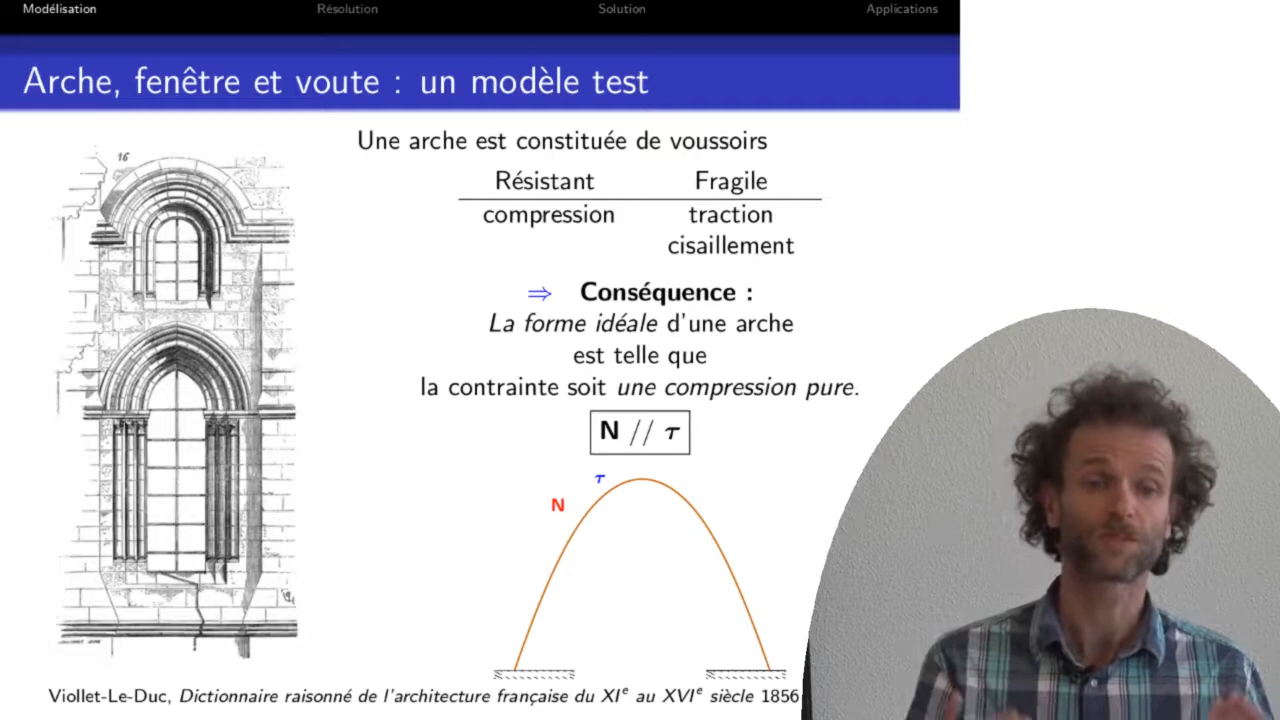 Modélisation Résolution Solution Applications
Arche, fenêtre et voute : un modèle test
16
Une arche est constituée de voussoirs
Résistant Fragile
compression traction
cisaillement
⇒ Conséquence :
La forme idéale d'une arche
est telle que
la contrainte soit une compression pure.
N // τ
τ
N
Viollet-Le-Duc, Dictionnaire raisonné de l'architecture française du XIe au XVIe siècle 1856